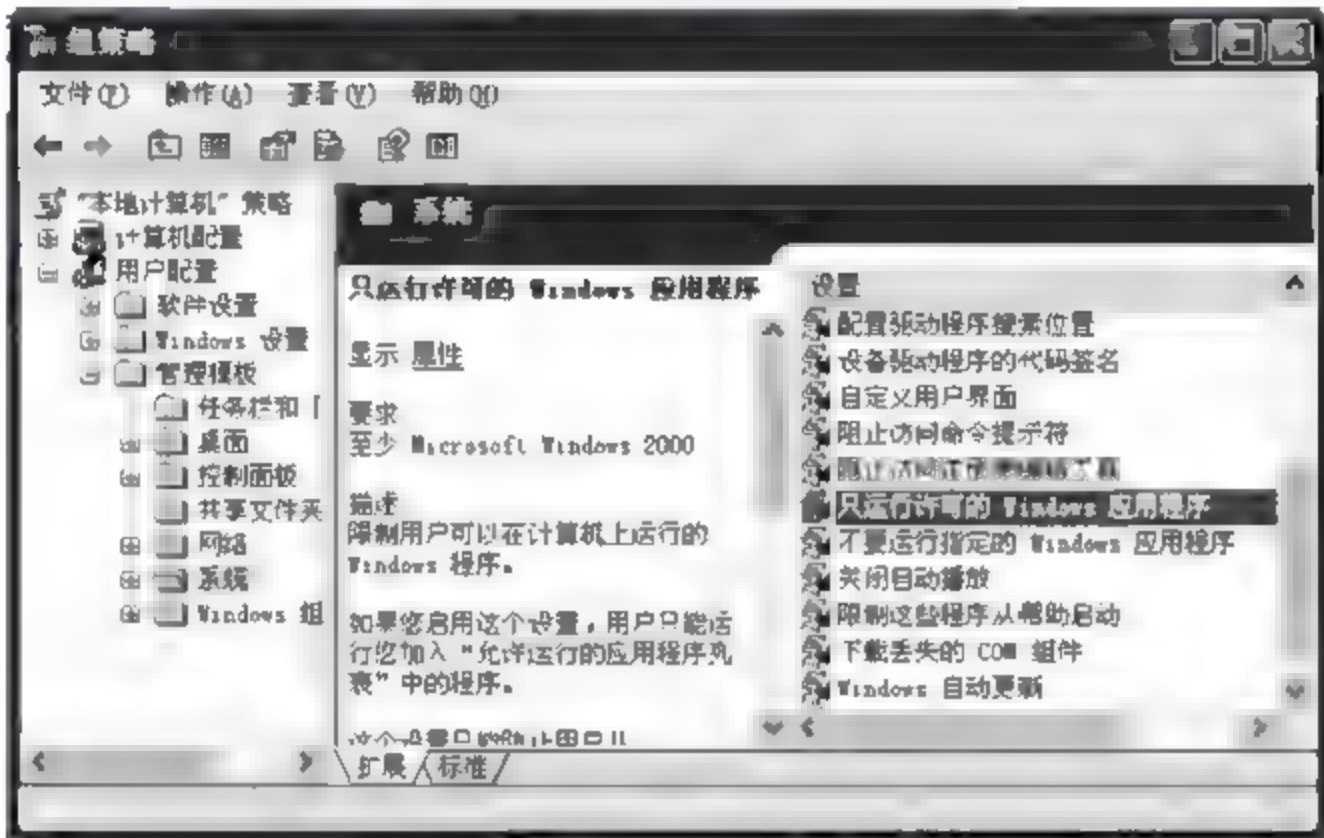 组策略
文件(F) 操作(A) 查看(V) 帮助(H)
“本地计算机”策略
计算机配置
用户配置
软件设置
Windows 设置
管理模板
任务栏和「
桌面
控制面板
共享文件夹
网络
系统
Windows 组
系统
只运行许可的 Windows 应用程序
显示 属性
要求
至少 Microsoft Windows 2000
描述
限制用户可以在计算机上运行的
Windows 程序。
如果您启用这个设置，用户只能运
行您加入“允许运行的应用程序列
表”中的程序。
设置
配置驱动程序搜索位置
设备驱动程序的代码签名
自定义用户界面
阻止访问命令提示符
阻止访问注册表编辑工具
只运行许可的 Windows 应用程序
不要运行指定的 Windows 应用程序
关闭自动播放
限制这些程序从帮助启动
下载丢失的 COM 组件
Windows 自动更新
扩展 标准